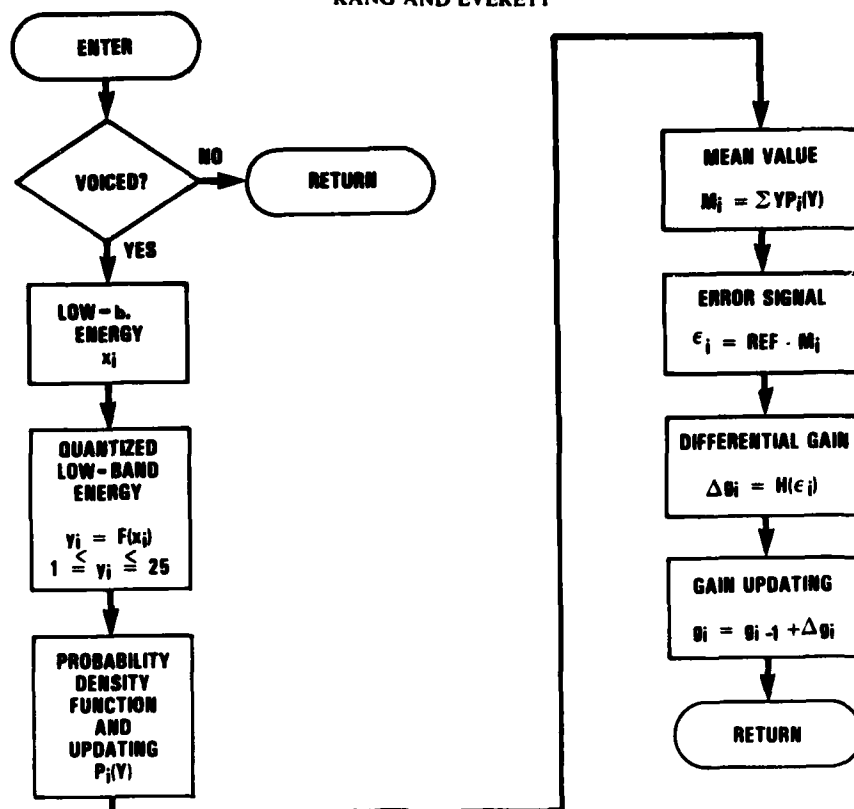 KANG AND EVERETT
ENTER
VOICED?
NO
RETURN
YES
LOW-b.
ENERGY
xi
QUANTIZED
LOW-BAND
ENERGY
yi = F(xi)
1 ≦ yi ≦ 25
PROBABILITY
DENSITY
FUNCTION
AND
UPDATING
Pi(Y)
MEAN VALUE
Mi = ΣYPi(Y)
ERROR SIGNAL
ϵi = REF - Mi
DIFFERENTIAL GAIN
Δgi = H(ϵi)
GAIN UPDATING
gi = gi-1 + Δgi
RETURN